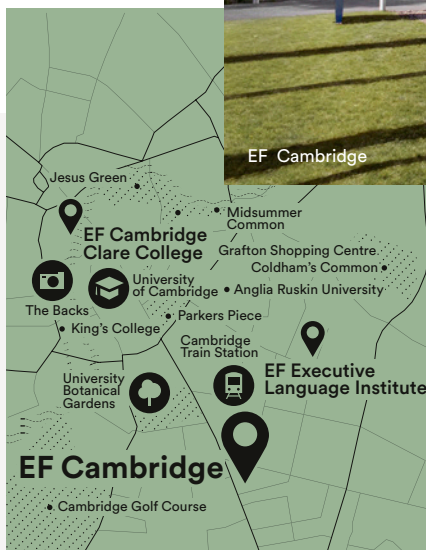 EF Cambridge
Jesus Green
Midsummer
Common
EF Cambridge
Clare College
Grafton Shopping Centre
Coldham's Common
University
of Cambridge
Anglia Ruskin University
The Backs
Parkers Piece
King's College
Cambridge
Train Station
EF Executive
Language Institute
University
Botanical
Gardens
EF Cambridge
Cambridge Golf Course